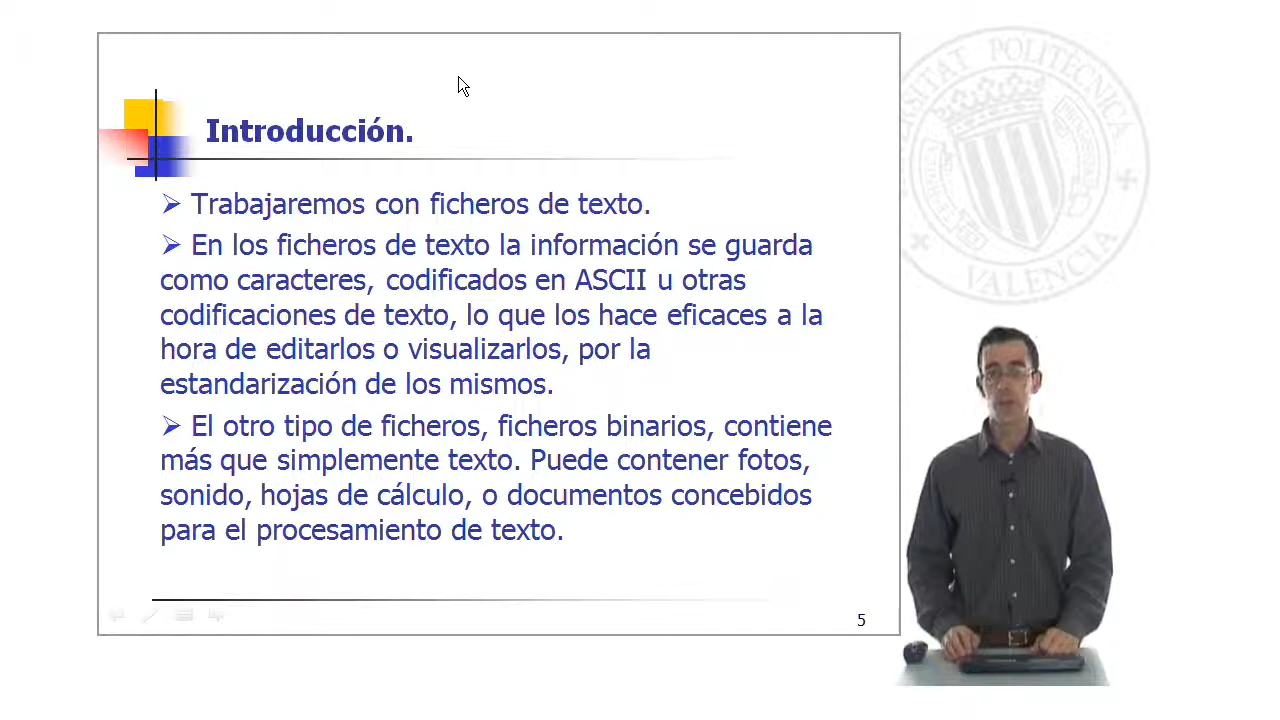 Introducción.
➢ Trabajaremos con ficheros de texto.
➢ En los ficheros de texto la información se guarda
como caracteres, codificados en ASCII u otras
codificaciones de texto, lo que los hace eficaces a la
hora de editarlos o visualizarlos, por la
estandarización de los mismos.
➢ El otro tipo de ficheros, ficheros binarios, contiene
más que simplemente texto. Puede contener fotos,
sonido, hojas de cálculo, o documentos concebidos
para el procesamiento de texto.
5
POLITÈCNICA
VALÈNCIA